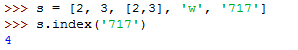 >>> s = [2, 3, [2,3], 'w', '717']
>>> s.index('717')
4